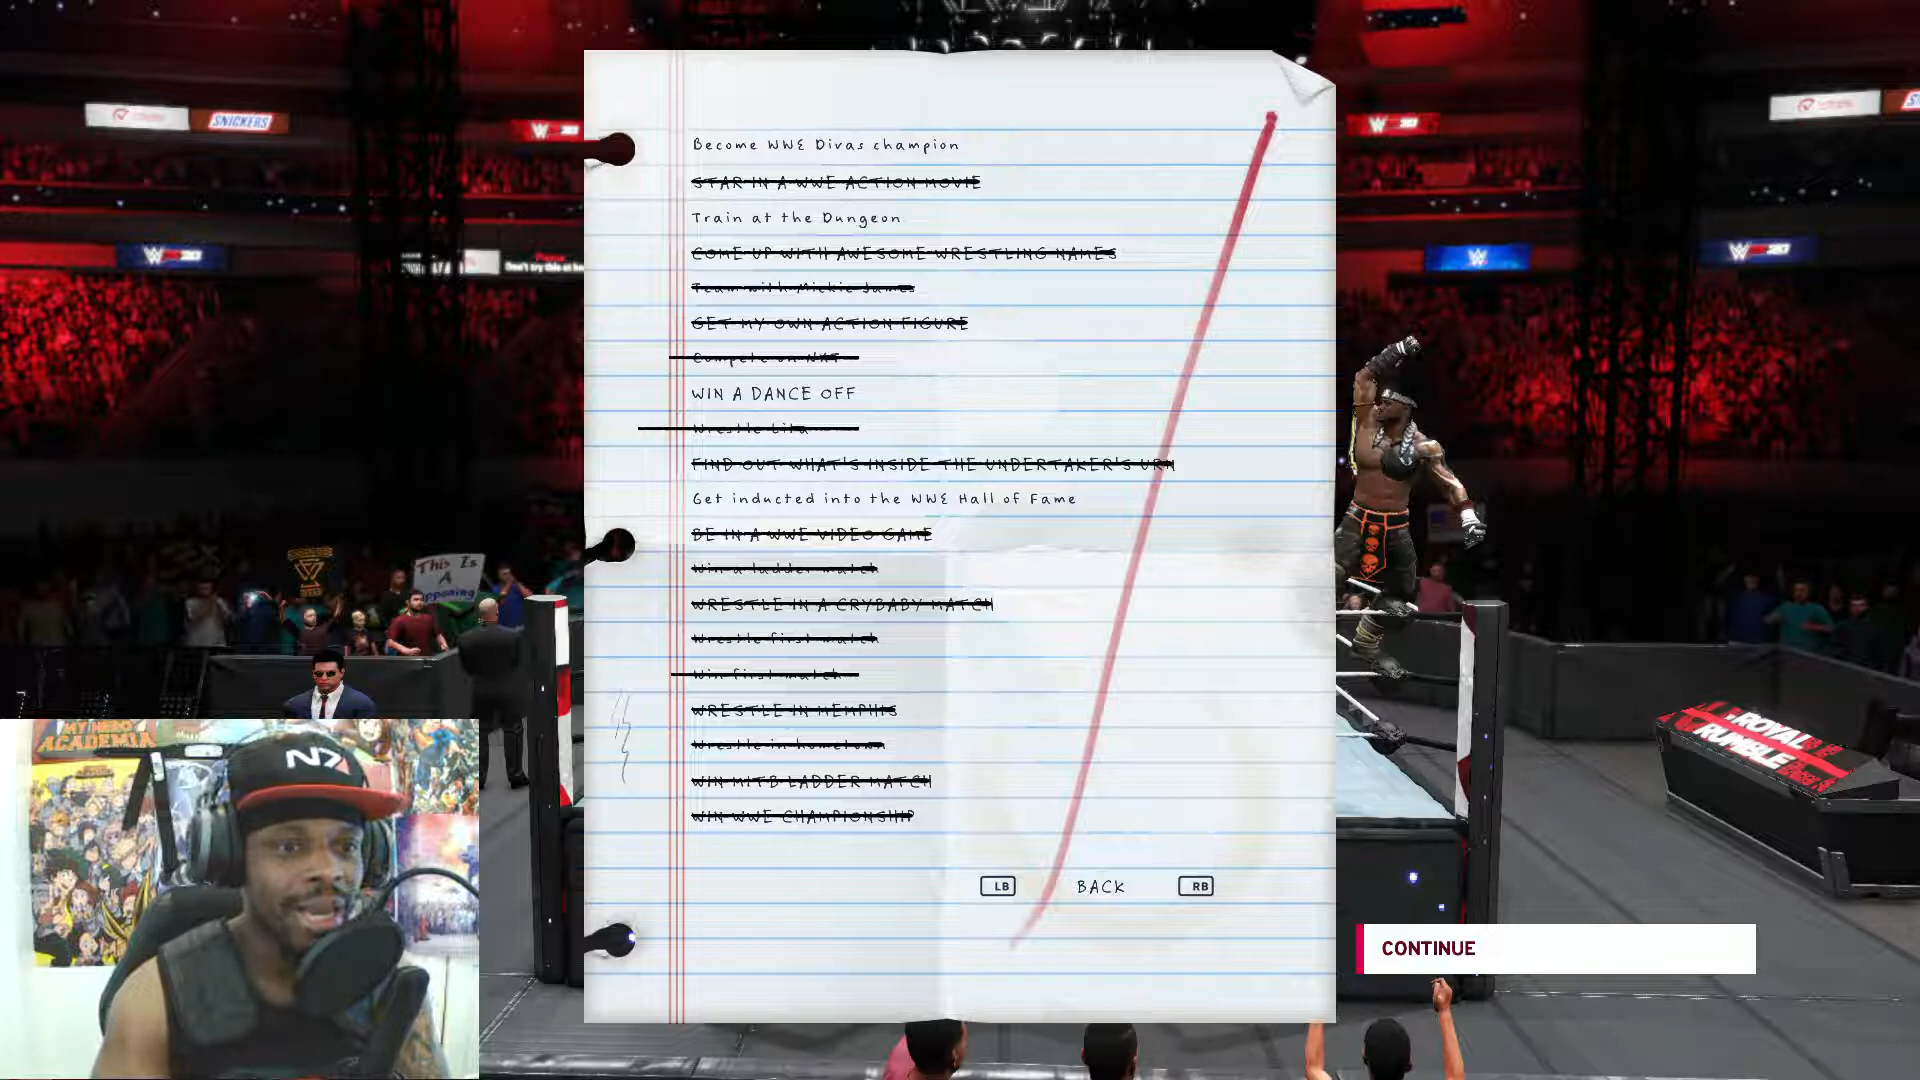 SNICKERS
W 2K20
W 2K20
This Is
A
Become WWE Divas champion
STAR IN A WWE ACTION MOVIE
Train at the Dungeon
COME UP WITH AWESOME WRESTLING NAMES
Team with Mickie James
GET MY OWN ACTION FIGURE
Compete on NXT
WIN A DANCE OFF
Wrestle Lita
FIND OUT WHAT'S INSIDE THE UNDERTAKER'S URN
Get inducted into the WWE Hall of Fame
BE IN A WWE VIDEO GAME
Win a ladder match
WRESTLE IN A CRYBABY MATCH
Wrestle first match
Win first match
WRESTLE IN MEMPHIS
Wrestle in hometown
WIN MITB LADDER MATCH
WIN WWE CHAMPIONSHIP
LB BACK RB
CONTINUE
ROYAL
RUMBLE
MY HERO
ACADEMIA
N7